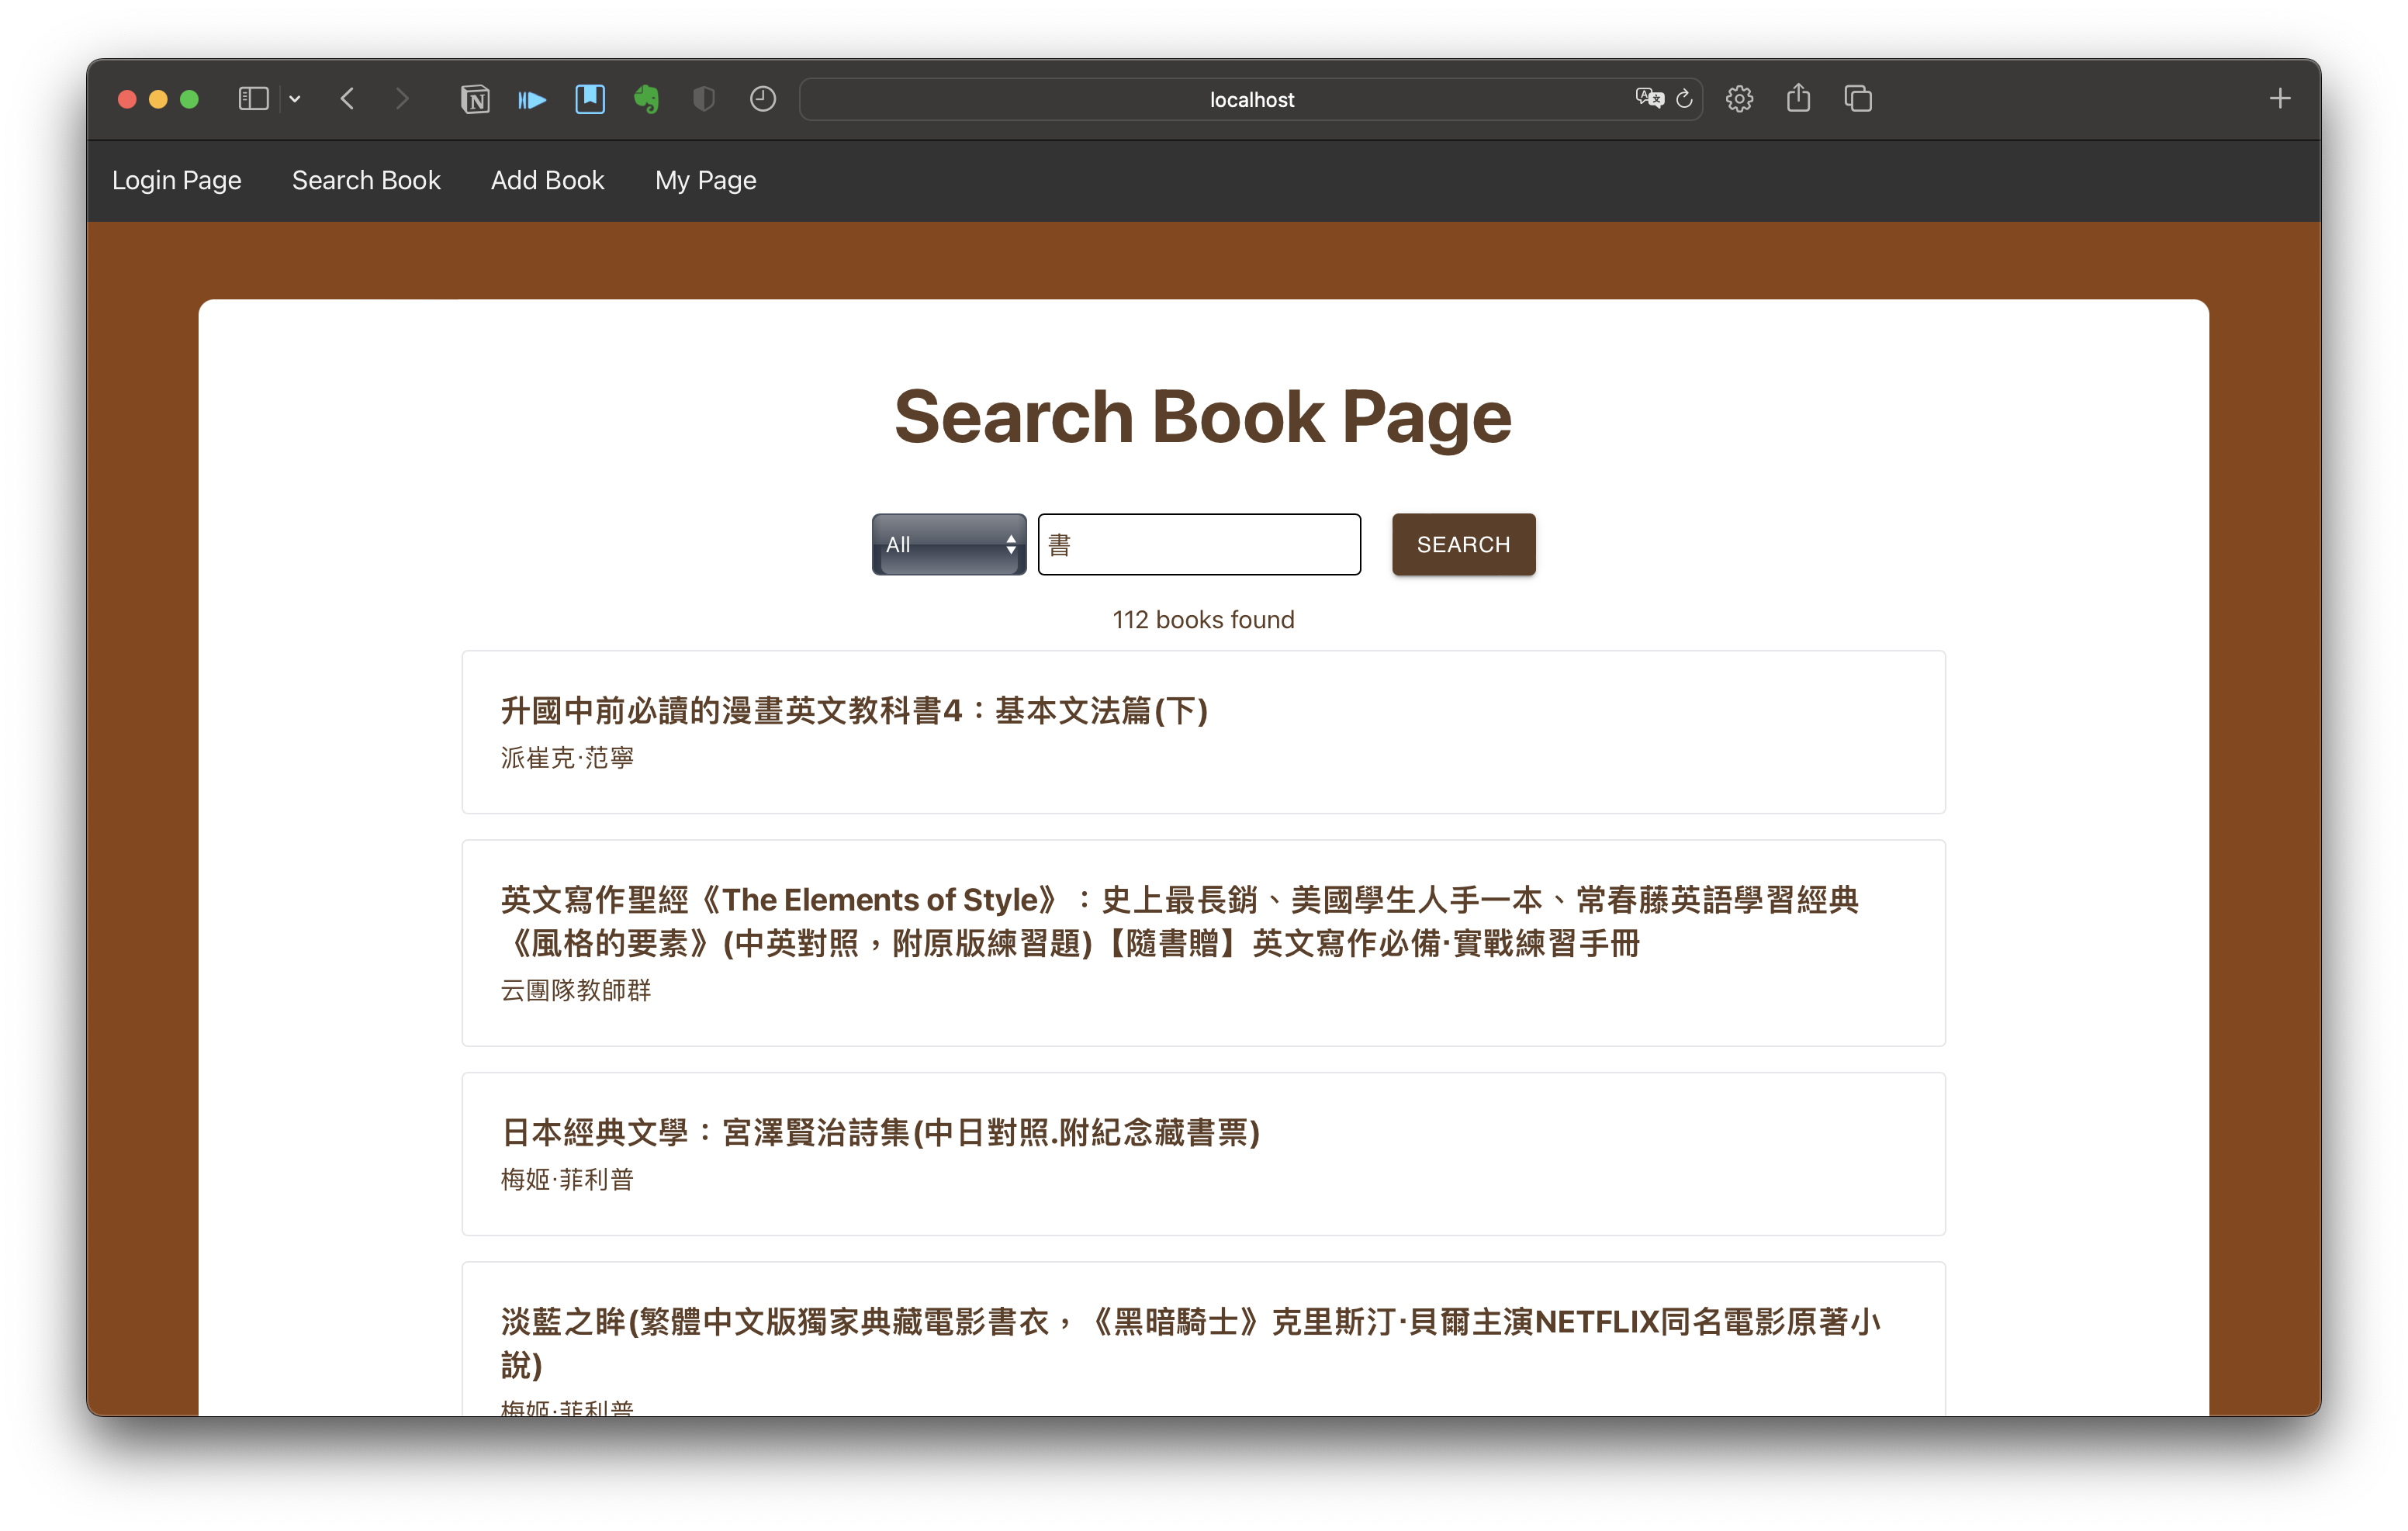 localhost
Login Page Search Book Add Book My Page
Search Book Page
All 書 SEARCH
112 books found
升國中前必讀的漫畫英文教科書4：基本文法篇(下)
派崔克·范寧
英文寫作聖經《The Elements of Style》：史上最長銷、美國學生人手一本、常春藤英語學習經典
《風格的要素》(中英對照，附原版練習題)【隨書贈】英文寫作必備·實戰練習手冊
云團隊教師群
日本經典文學：宮澤賢治詩集(中日對照.附紀念藏書票)
梅姬·菲利普
淡藍之眸(繁體中文版獨家典藏電影書衣，《黑暗騎士》克里斯汀·貝爾主演NETFLIX同名電影原著小
說)
梅姬·菲利普